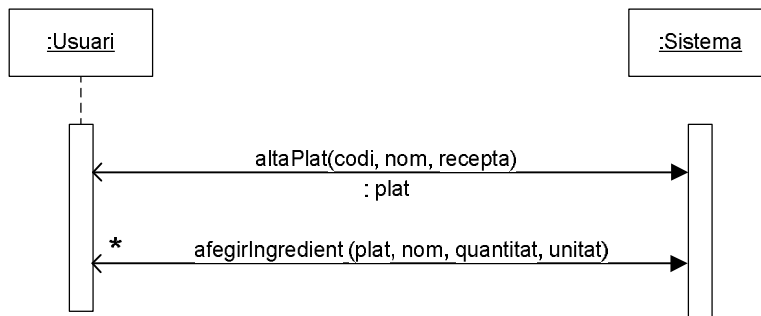 :Usuari
:Sistema
altaPlat(codi, nom, recepta)
: plat
*
afegirIngredient (plat, nom, quantitat, unitat)